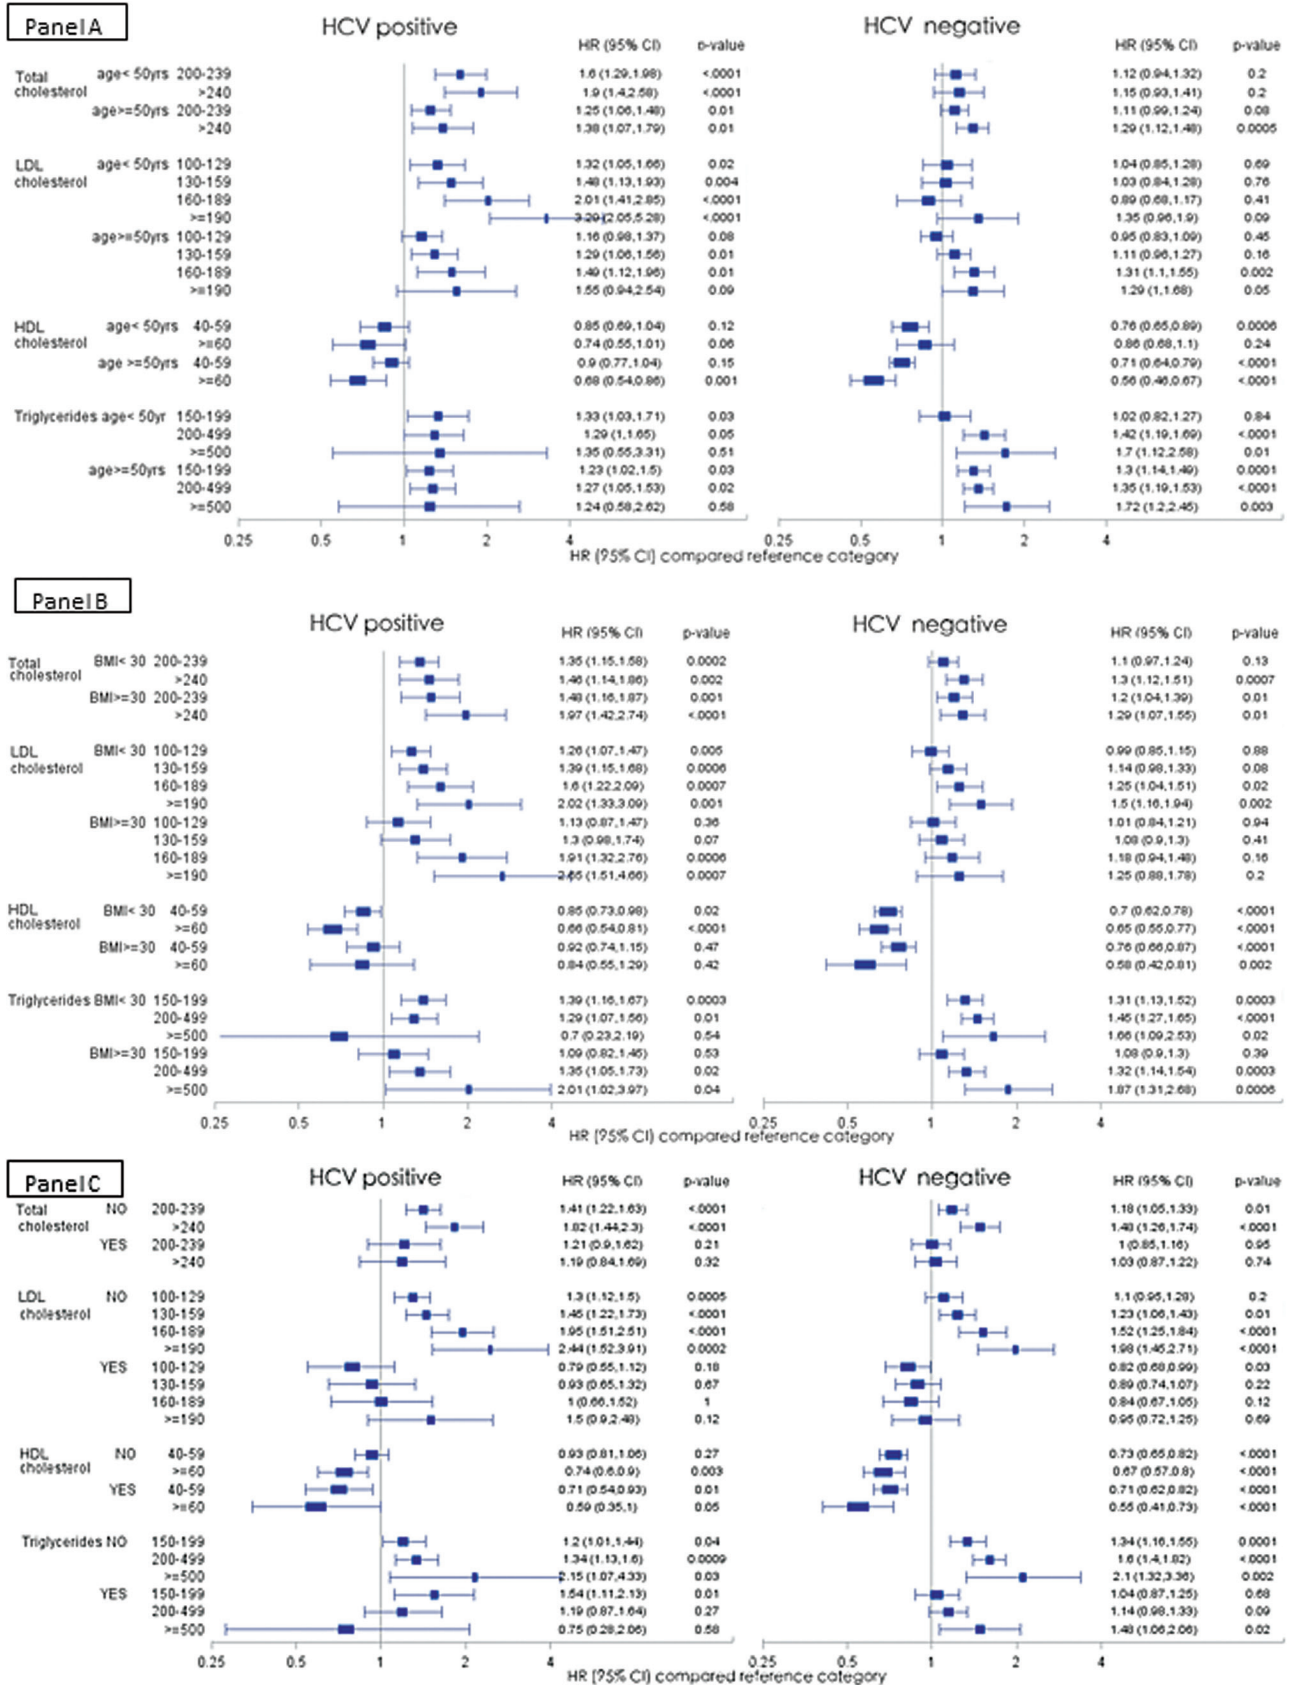 Panel A
HCV positive HCV negative
HR (95% CI) p-value HR (95% CI) p-value
Total cholesterol age< 50yrs 200-239 1.6 (1.29,1.98) <.0001 1.12 (0.94,1.32) 0.2
>240 1.9 (1.4,2.58) <.0001 1.15 (0.93,1.41) 0.2
age>=50yrs 200-239 1.25 (1.06,1.48) 0.01 1.11 (0.99,1.24) 0.08
>240 1.38 (1.07,1.79) 0.01 1.29 (1.12,1.48) 0.0005
LDL cholesterol age< 50yrs 100-129 1.32 (1.05,1.66) 0.02 1.04 (0.85,1.28) 0.69
130-159 1.48 (1.13,1.93) 0.004 1.03 (0.84,1.28) 0.76
160-189 2.01 (1.41,2.85) <.0001 0.89 (0.68,1.17) 0.41
>=190 (2.05,5.28) <.0001 1.35 (0.96,1.9) 0.09
age>=50yrs 100-129 1.16 (0.98,1.37) 0.08 0.95 (0.83,1.09) 0.45
130-159 1.29 (1.06,1.56) 0.01 1.11 (0.96,1.27) 0.16
160-189 1.49 (1.12,1.96) 0.01 1.31 (1.1,1.55) 0.002
>=190 1.55 (0.94,2.54) 0.09 1.29 (1,1.68) 0.05
HDL cholesterol age< 50yrs 40-59 0.85 (0.69,1.04) 0.12 0.76 (0.65,0.89) 0.0006
>=60 0.74 (0.55,1.01) 0.06 0.86 (0.68,1.1) 0.24
age >=50yrs 40-59 0.9 (0.77,1.04) 0.15 0.71 (0.64,0.79) <.0001
>=60 0.68 (0.54,0.86) 0.001 0.56 (0.46,0.67) <.0001
Triglycerides age< 50yr 150-199 1.33 (1.03,1.71) 0.03 1.02 (0.82,1.27) 0.84
200-499 1.29 (1,1.65) 0.05 1.42 (1.19,1.69) <.0001
>=500 1.35 (0.55,3.31) 0.51 1.7 (1.12,2.58) 0.01
age>=50yrs 150-199 1.23 (1.02,1.5) 0.03 1.3 (1.14,1.49) 0.0001
200-499 1.27 (1.05,1.53) 0.02 1.35 (1.19,1.53) <.0001
>=500 1.24 (0.58,2.62) 0.58 1.72 (1.2,2.45) 0.003
0.25 0.5 1 2 4 0.25 0.5 1 2 4
HR (95% CI) compared reference category
Panel B
HCV positive HCV negative
HR (95% CI) p-value HR (95% CI) p-value
Total cholesterol BMI< 30 200-239 1.35 (1.15,1.58) 0.0002 1.1 (0.97,1.24) 0.13
>240 1.46 (1.14,1.86) 0.002 1.3 (1.12,1.51) 0.0007
BMI>=30 200-239 1.48 (1.16,1.87) 0.001 1.2 (1.04,1.39) 0.01
>240 1.97 (1.42,2.74) <.0001 1.29 (1.07,1.55) 0.01
LDL cholesterol BMI< 30 100-129 1.26 (1.07,1.47) 0.005 0.99 (0.85,1.15) 0.88
130-159 1.39 (1.15,1.68) 0.0006 1.14 (0.98,1.33) 0.08
160-189 1.6 (1.22,2.09) 0.0007 1.25 (1.04,1.51) 0.02
>=190 2.02 (1.33,3.09) 0.001 1.5 (1.16,1.94) 0.002
BMI>=30 100-129 1.13 (0.87,1.47) 0.36 1.01 (0.84,1.21) 0.94
130-159 1.3 (0.98,1.74) 0.07 1.08 (0.9,1.3) 0.41
160-189 1.91 (1.32,2.76) 0.0006 1.18 (0.94,1.48) 0.16
>=190 2.65 (1.51,4.66) 0.0007 1.25 (0.88,1.78) 0.2
HDL cholesterol BMI< 30 40-59 0.85 (0.73,0.98) 0.02 0.7 (0.62,0.78) <.0001
>=60 0.66 (0.54,0.81) <.0001 0.65 (0.55,0.77) <.0001
BMI>=30 40-59 0.92 (0.74,1.15) 0.47 0.76 (0.66,0.87) <.0001
>=60 0.84 (0.55,1.29) 0.42 0.58 (0.42,0.81) 0.002
Triglycerides BMI< 30 150-199 1.39 (1.16,1.67) 0.0003 1.31 (1.13,1.52) 0.0003
200-499 1.29 (1.07,1.56) 0.01 1.45 (1.27,1.65) <.0001
>=500 0.7 (0.23,2.19) 0.54 1.66 (1.09,2.53) 0.02
BMI>=30 150-199 1.09 (0.82,1.45) 0.53 1.08 (0.9,1.3) 0.39
200-499 1.35 (1.05,1.73) 0.02 1.32 (1.14,1.54) 0.0003
>=500 2.01 (1.02,3.97) 0.04 1.87 (1.31,2.68) 0.0006
0.25 0.5 1 2 4 0.25 0.5 1 2 4
HR (95% CI) compared reference category
Panel C
HCV positive HCV negative
HR (95% CI) p-value HR (95% CI) p-value
Total cholesterol NO 200-239 1.41 (1.22,1.63) <.0001 1.18 (1.05,1.33) 0.01
>240 1.82 (1.44,2.3) <.0001 1.48 (1.26,1.74) <.0001
YES 200-239 1.21 (0.9,1.62) 0.21 1 (0.85,1.16) 0.95
>240 1.19 (0.84,1.69) 0.32 1.03 (0.87,1.22) 0.74
LDL cholesterol NO 100-129 1.3 (1.12,1.5) 0.0005 1.1 (0.95,1.28) 0.2
130-159 1.45 (1.22,1.73) <.0001 1.23 (1.06,1.43) 0.01
160-189 1.95 (1.51,2.51) <.0001 1.52 (1.25,1.84) <.0001
>=190 2.44 (1.52,3.91) 0.0002 1.98 (1.45,2.71) <.0001
YES 100-129 0.79 (0.55,1.12) 0.18 0.82 (0.68,0.99) 0.03
130-159 0.93 (0.65,1.32) 0.67 0.89 (0.74,1.07) 0.22
160-189 1 (0.66,1.52) 1 0.84 (0.67,1.05) 0.12
>=190 1.5 (0.9,2.48) 0.12 0.95 (0.72,1.25) 0.69
HDL cholesterol NO 40-59 0.93 (0.81,1.06) 0.27 0.73 (0.65,0.82) <.0001
>=60 0.74 (0.6,0.9) 0.003 0.67 (0.57,0.8) <.0001
YES 40-59 0.71 (0.54,0.93) 0.01 0.71 (0.62,0.82) <.0001
>=60 0.59 (0.35,1) 0.05 0.55 (0.41,0.73) <.0001
Triglycerides NO 150-199 1.2 (1.01,1.44) 0.04 1.34 (1.16,1.55) 0.0001
200-499 1.34 (1.13,1.6) 0.0009 1.6 (1.4,1.82) <.0001
>=500 2.15 (1.07,4.33) 0.03 2.1 (1.32,3.36) 0.002
YES 150-199 1.54 (1.11,2.13) 0.01 1.04 (0.87,1.25) 0.68
200-499 1.19 (0.87,1.64) 0.27 1.14 (0.98,1.33) 0.09
>=500 0.75 (0.28,2.06) 0.58 1.48 (1.06,2.06) 0.02
0.25 0.5 1 2 4 0.25 0.5 1 2 4
HR (95% CI) compared reference category